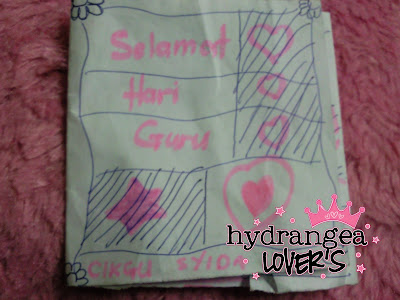 Selamat
Hari
Guru
CIKGU SYIDA
hydrangea
LOVER'S